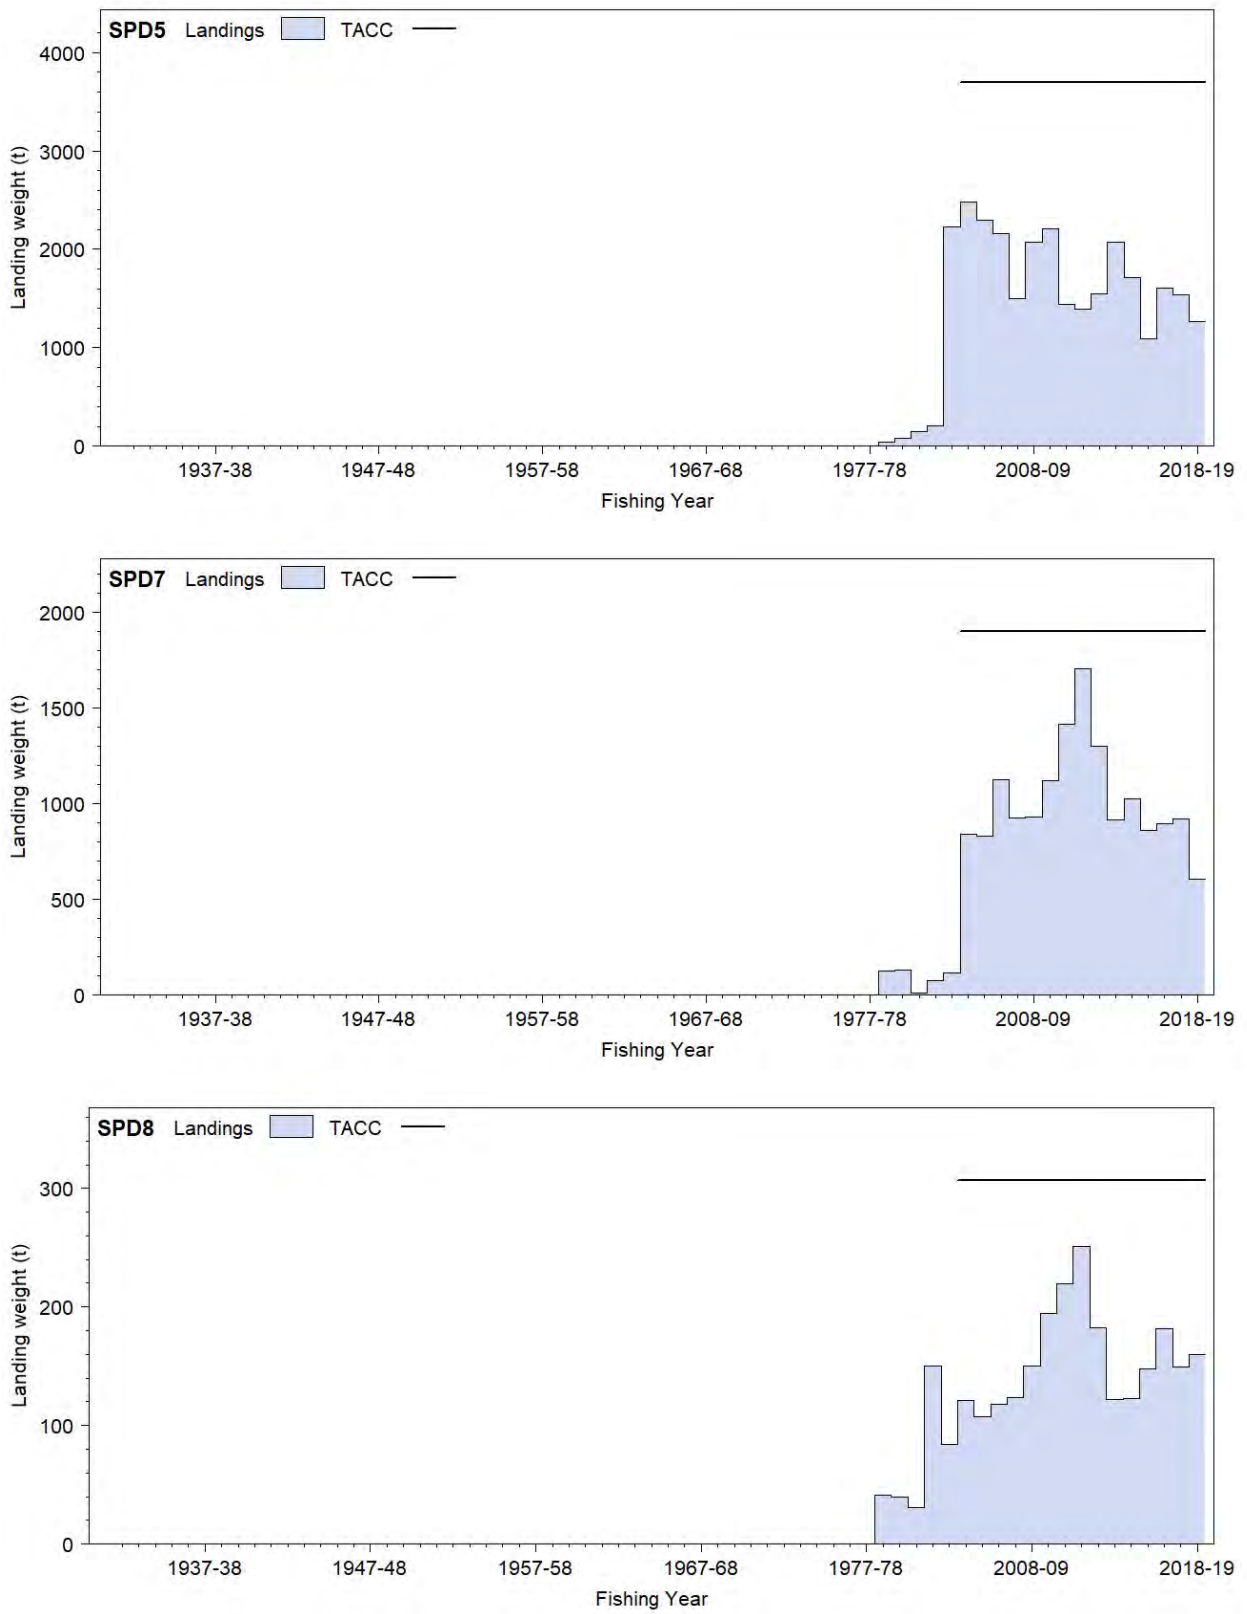 SPD5 Landings TACC
4000
3000
2000
1000
0
Landing weight (t)
1937-38 1947-48 1957-58 1967-68 1977-78 2008-09 2018-19
Fishing Year
SPD7 Landings TACC
2000
1500
1000
500
0
Landing weight (t)
1937-38 1947-48 1957-58 1967-68 1977-78 2008-09 2018-19
Fishing Year
SPD8 Landings TACC
300
200
100
0
Landing weight (t)
1937-38 1947-48 1957-58 1967-68 1977-78 2008-09 2018-19
Fishing Year